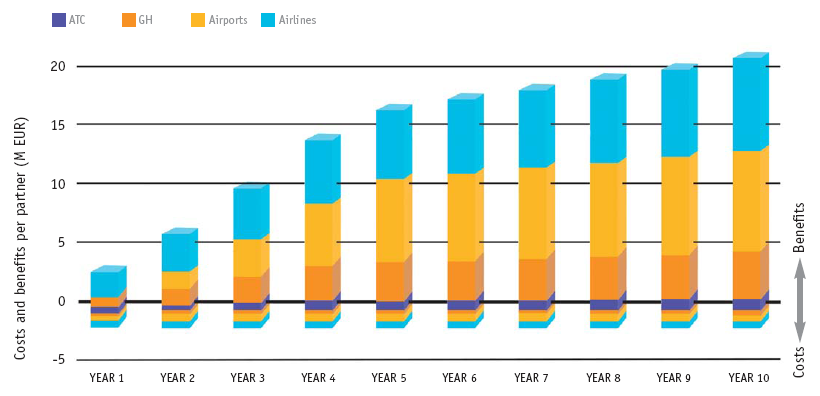 ATC GH Airports Airlines
Costs and benefits per partner (M EUR)
20
15
10
5
0
-5
Benefits
Costs
YEAR 1 YEAR 2 YEAR 3 YEAR 4 YEAR 5 YEAR 6 YEAR 7 YEAR 8 YEAR 9 YEAR 10